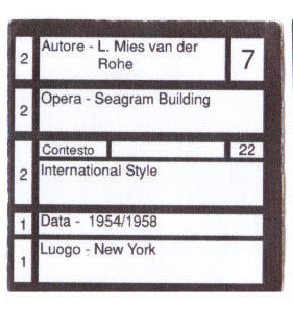 2 Autore - L. Mies van der 7
Rohe
2 Opera - Seagram Building
Contesto 22
2 International Style
1 Data - 1954/1958
1 Luogo - New York